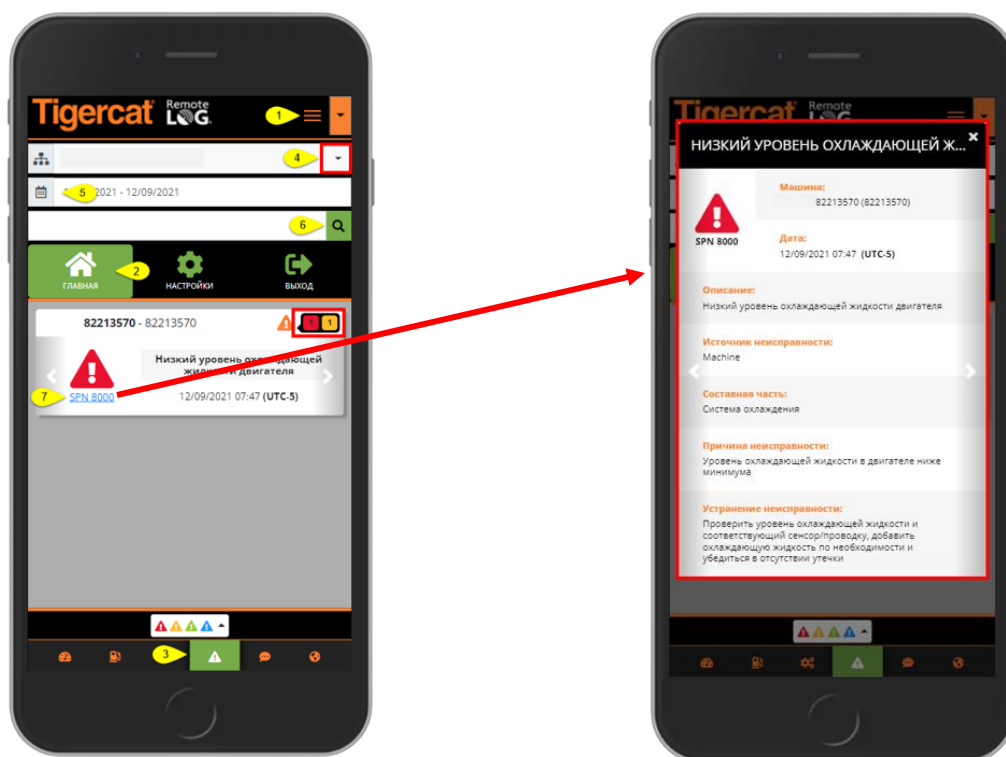 Tigercat Remote LOG
1
4
5
2021 - 12/09/2021
6
2
ГЛАВНАЯ
НАСТРОЙКИ
ВЫХОД
82213570 - 82213570
1 1
Низкий уровень охлаждающей
жидкости двигателя
7
SPN 8000
12/09/2021 07:47 (UTC-5)
3
Tigercat Remote
НИЗКИЙ УРОВЕНЬ ОХЛАЖДАЮЩЕЙ Ж...
Машина:
82213570 (82213570)
SPN 8000
Дата:
12/09/2021 07:47 (UTC-5)
Описание:
Низкий уровень охлаждающей жидкости двигателя
Источник неисправности:
Machine
Составная часть:
Система охлаждения
Причина неисправности:
Уровень охлаждающей жидкости в двигателе ниже
минимума
Устранение неисправности:
Проверить уровень охлаждающей жидкости и
соответствующий сенсор/проводку, добавить
охлаждающую жидкость по необходимости и
убедиться в отсутствии утечки